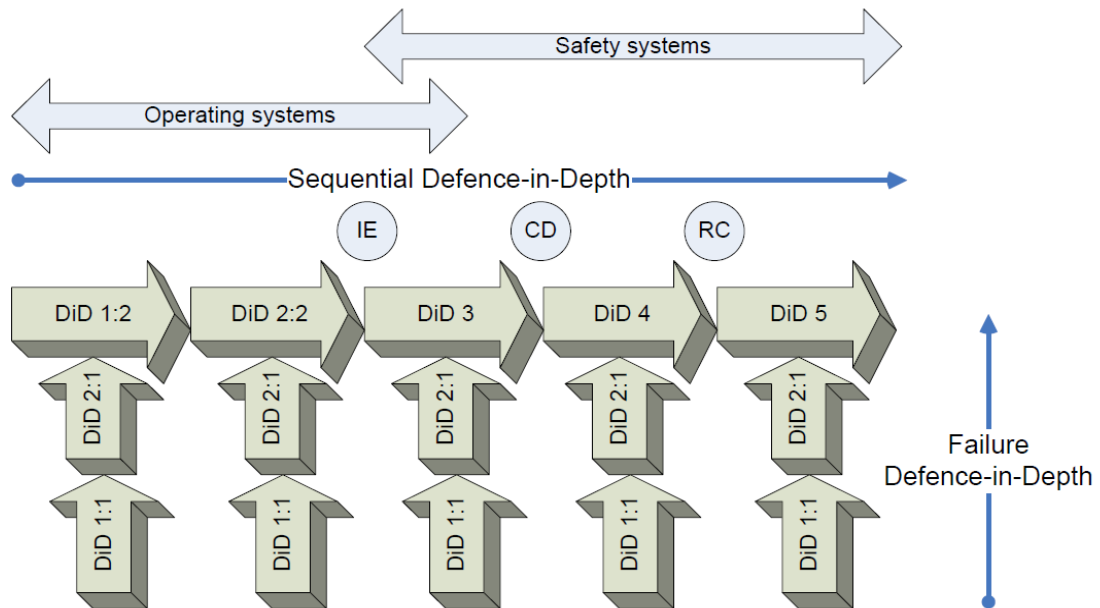 Safety systems
Operating systems
Sequential Defence-in-Depth
IE
CD
RC
DiD 1:2
DiD 2:2
DiD 3
DiD 4
DiD 5
DiD 2:1
DiD 2:1
DiD 2:1
DiD 2:1
DiD 2:1
Failure
Defence-in-Depth
DiD 1:1
DiD 1:1
DiD 1:1
DiD 1:1
DiD 1:1